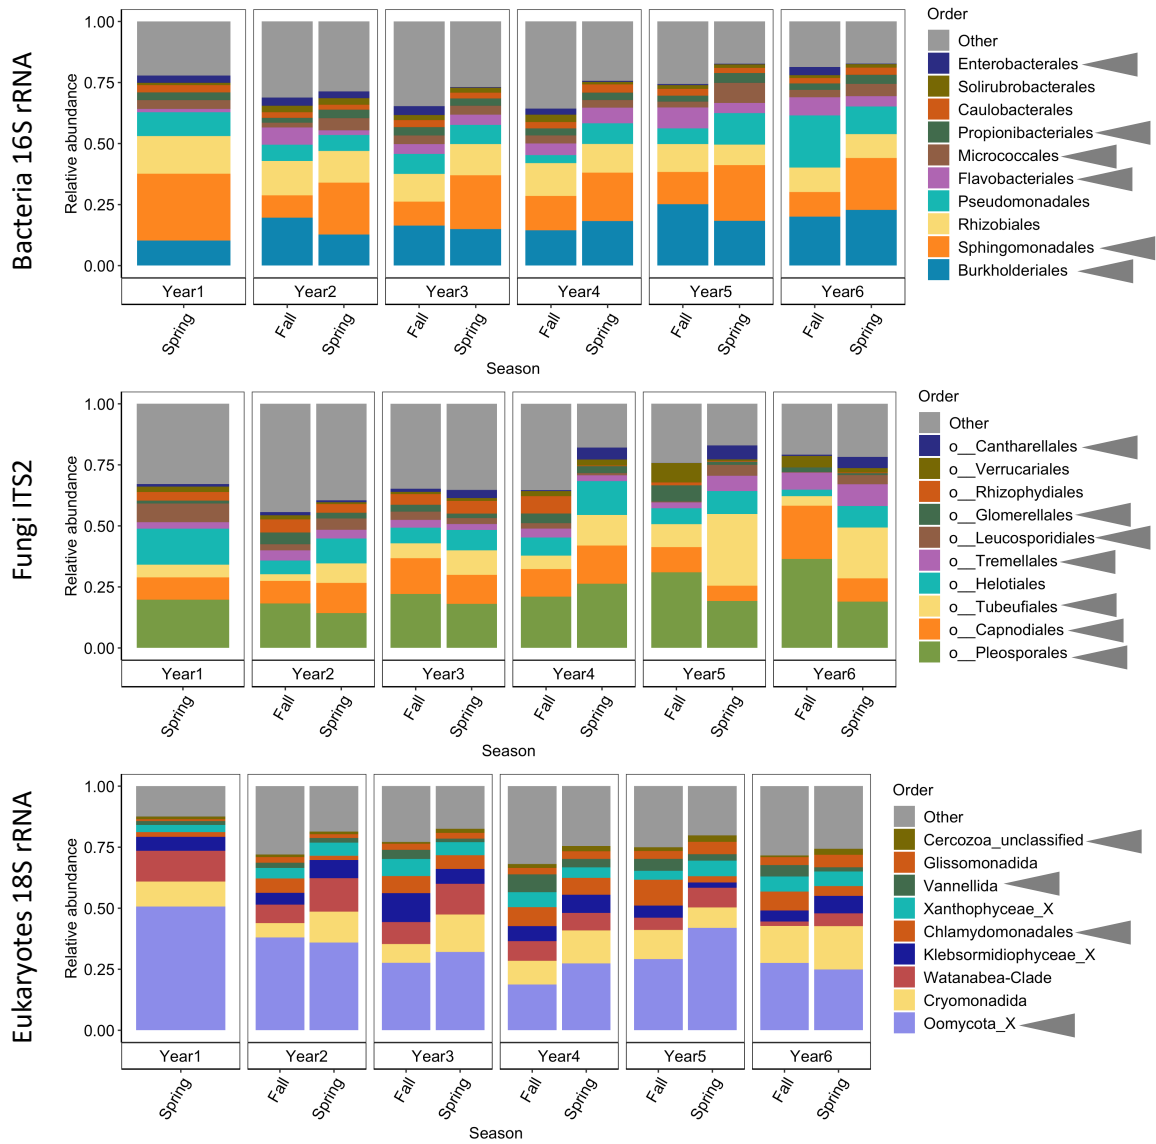 Bacteria 16S rRNA
Relative abundance
1.00
0.75
0.50
0.25
0.00
Year1 Year2 Year3 Year4 Year5 Year6
Spring Fall Spring Fall Spring Fall Spring Fall Spring Fall Spring
Season
Order
Other
Enterobacterales
Solirubrobacterales
Caulobacterales
Propionibacteriales
Micrococcales
Flavobacteriales
Pseudomonadales
Rhizobiales
Sphingomonadales
Burkholderiales
Fungi ITS2
Relative abundance
1.00
0.75
0.50
0.25
0.00
Year1 Year2 Year3 Year4 Year5 Year6
Spring Fall Spring Fall Spring Fall Spring Fall Spring Fall Spring
Season
Order
Other
o__Cantharellales
o__Verrucariales
o__Rhizophydiales
o__Glomerellales
o__Leucosporidiales
o__Tremellales
o__Helotiales
o__Tubeufiales
o__Capnodiales
o__Pleosporales
Eukaryotes 18S rRNA
Relative abundance
1.00
0.75
0.50
0.25
0.00
Year1 Year2 Year3 Year4 Year5 Year6
Spring Fall Spring Fall Spring Fall Spring Fall Spring Fall Spring
Season
Order
Other
Cercozoa_unclassified
Glissomonadida
Vannellida
Xanthophyceae_X
Chlamydomonadales
Klebsormidiophyceae_X
Watanabea-Clade
Cryomonadida
Oomycota_X